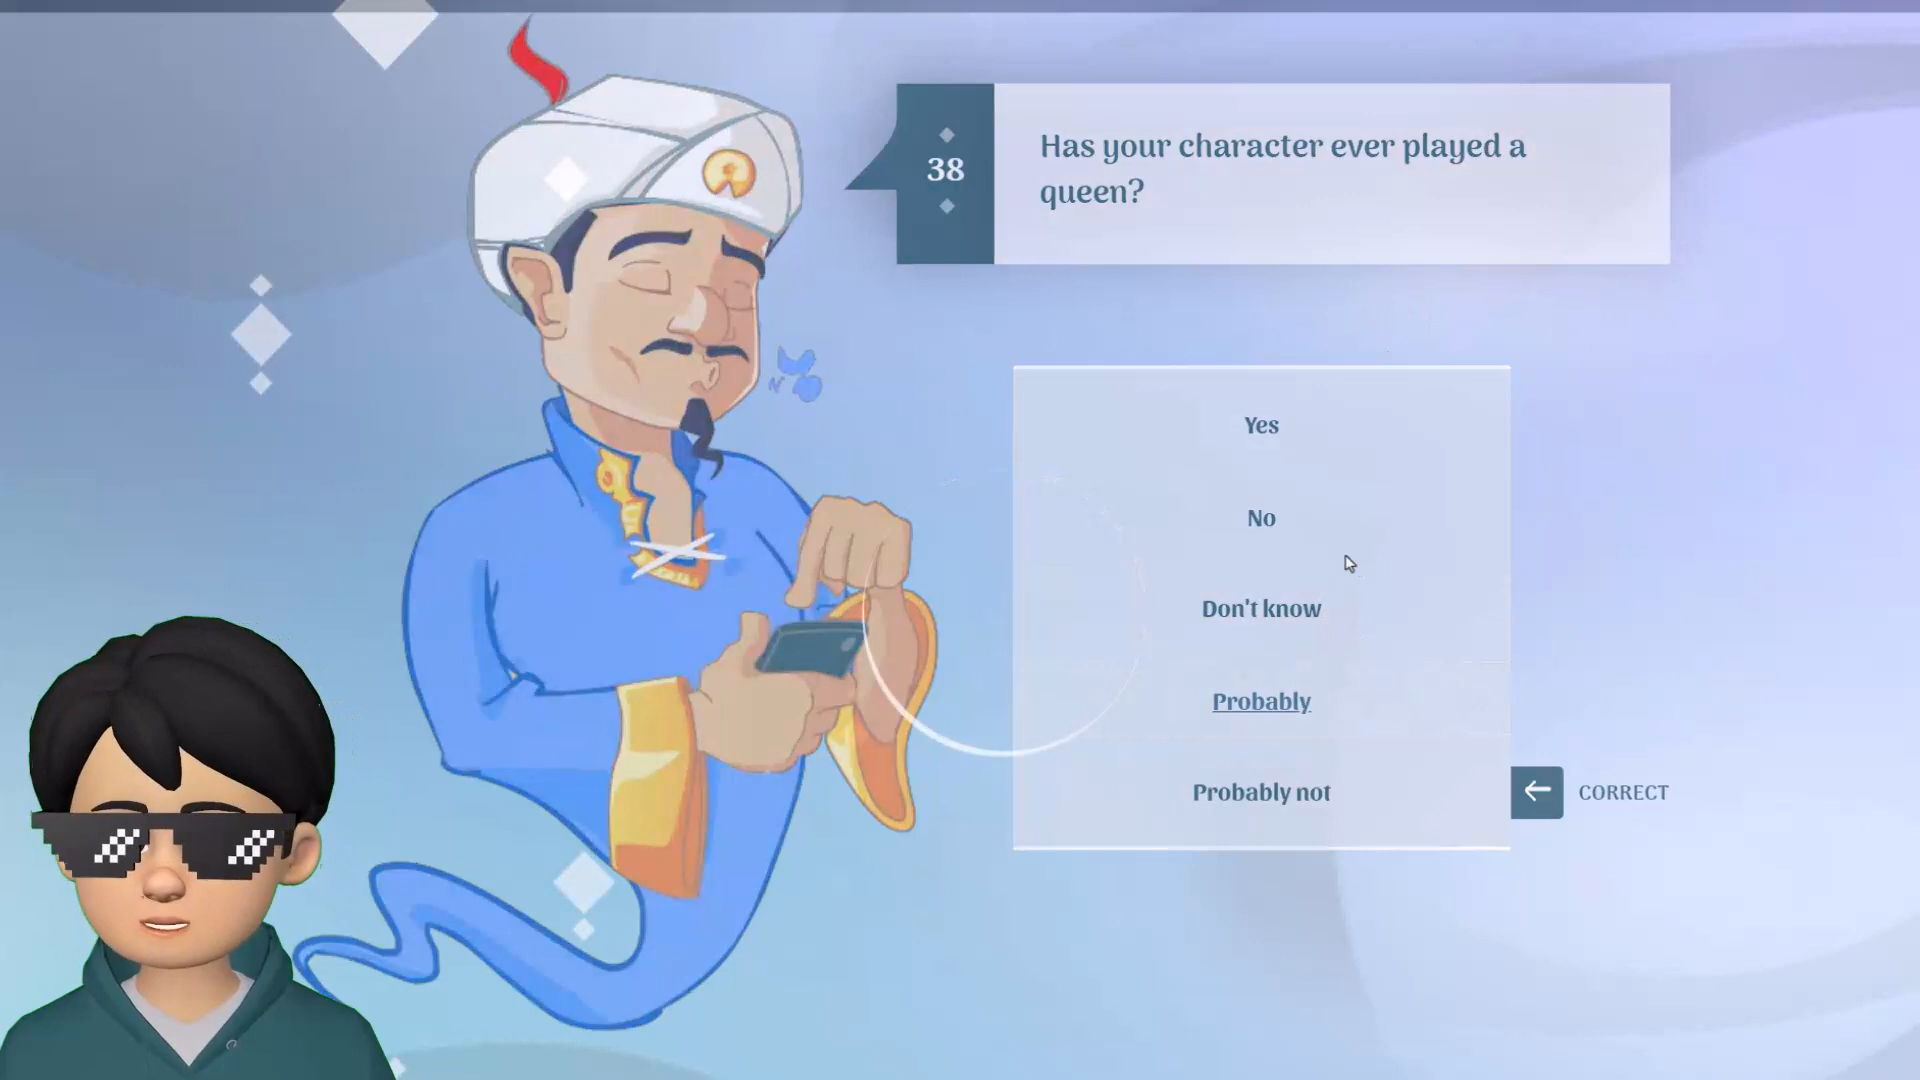 38
Has your character ever played a
queen?
Yes
No
Don't know
Probably
Probably not
CORRECT